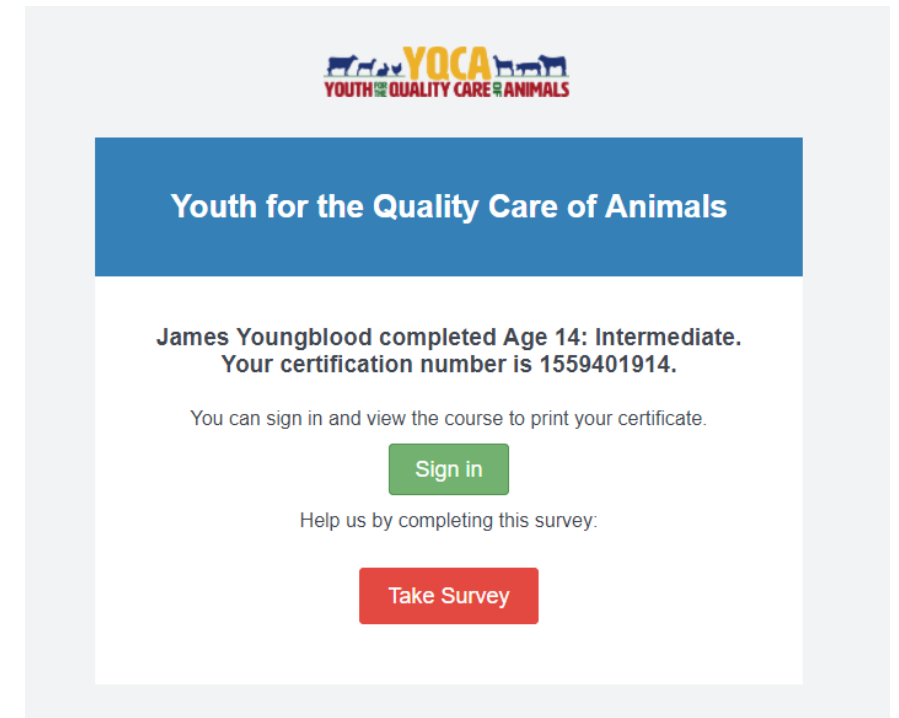 YQCA
YOUTH FOR THE QUALITY CARE OF ANIMALS
Youth for the Quality Care of Animals
James Youngblood completed Age 14: Intermediate.
Your certification number is 1559401914.
You can sign in and view the course to print your certificate.
Sign in
Help us by completing this survey:
Take Survey